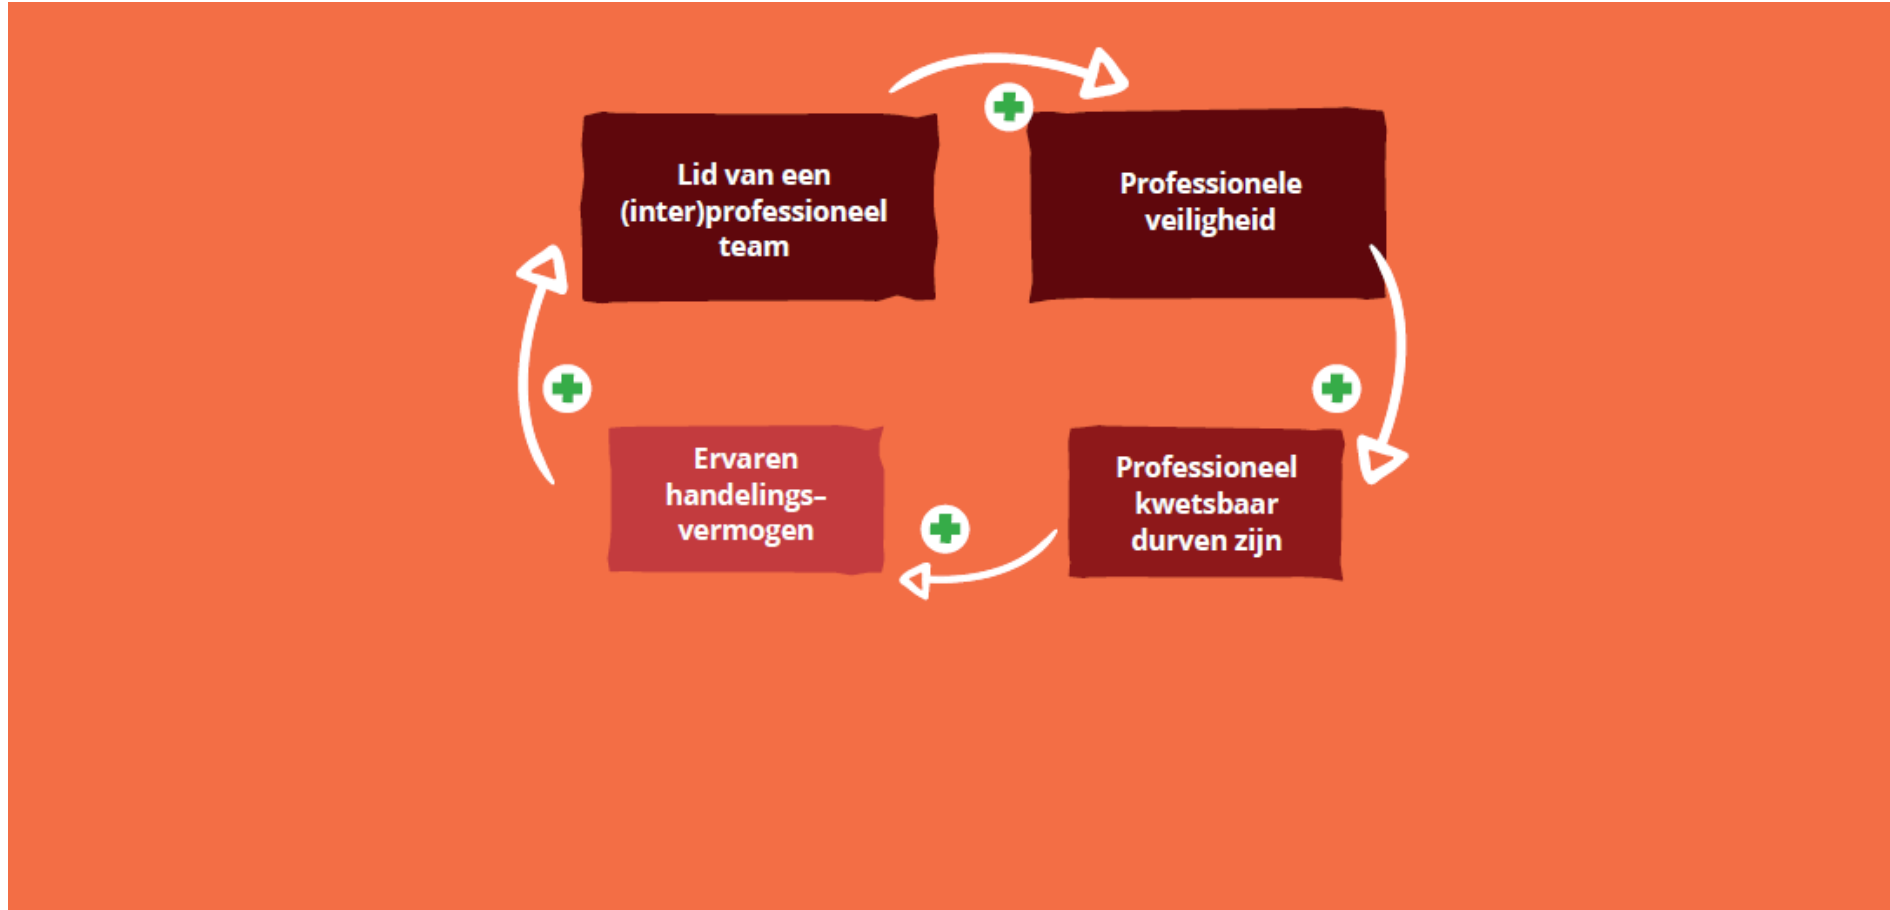 Lid van een
(inter)professioneel
team
Professionele
veiligheid
Ervaren
handelings–
vermogen
Professioneel
kwetsbaar
durven zijn